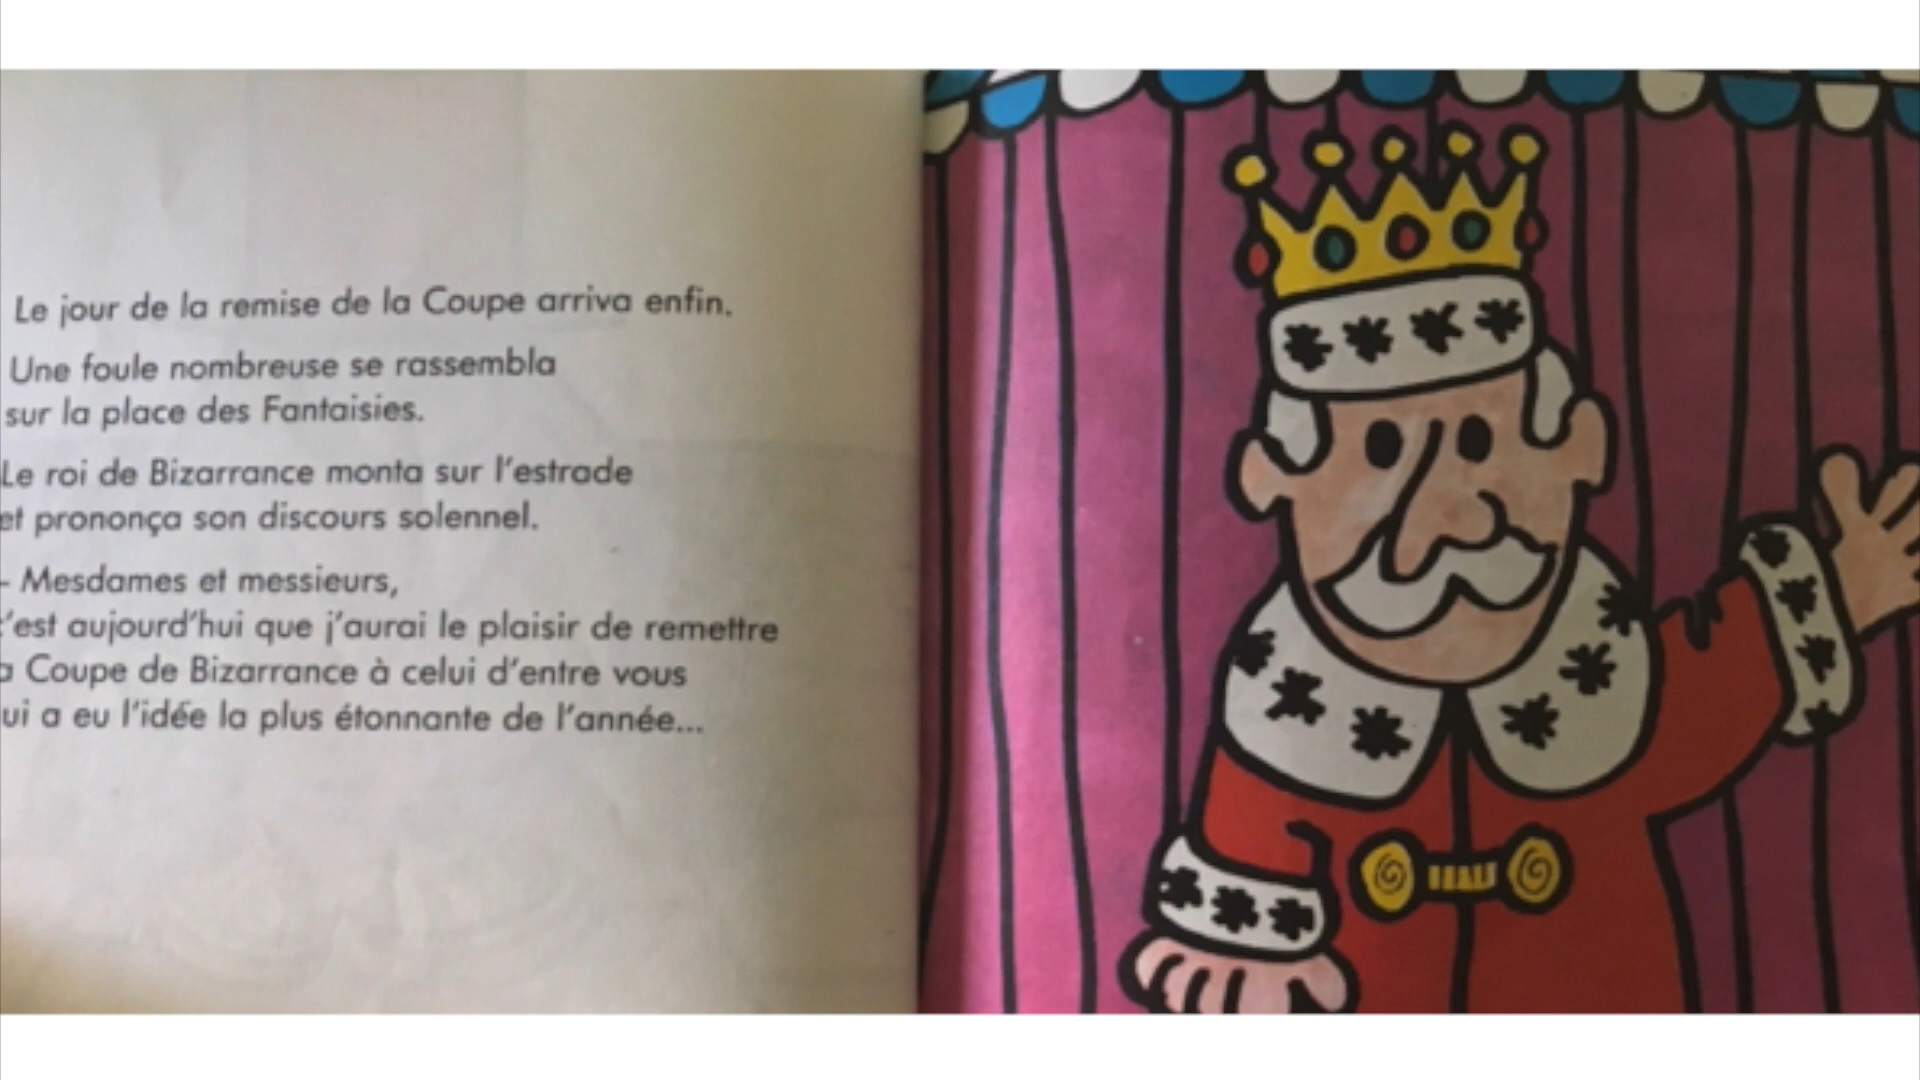 Le jour de la remise de la Coupe arriva enfin.
Une foule nombreuse se rassembla
sur la place des Fantaisies.
Le roi de Bizarrance monta sur l'estrade
et prononça son discours solennel.
- Mesdames et messieurs,
c'est aujourd'hui que j'aurai le plaisir de remettre
a Coupe de Bizarrance à celui d'entre vous
ui a eu l'idée la plus étonnante de l'année...